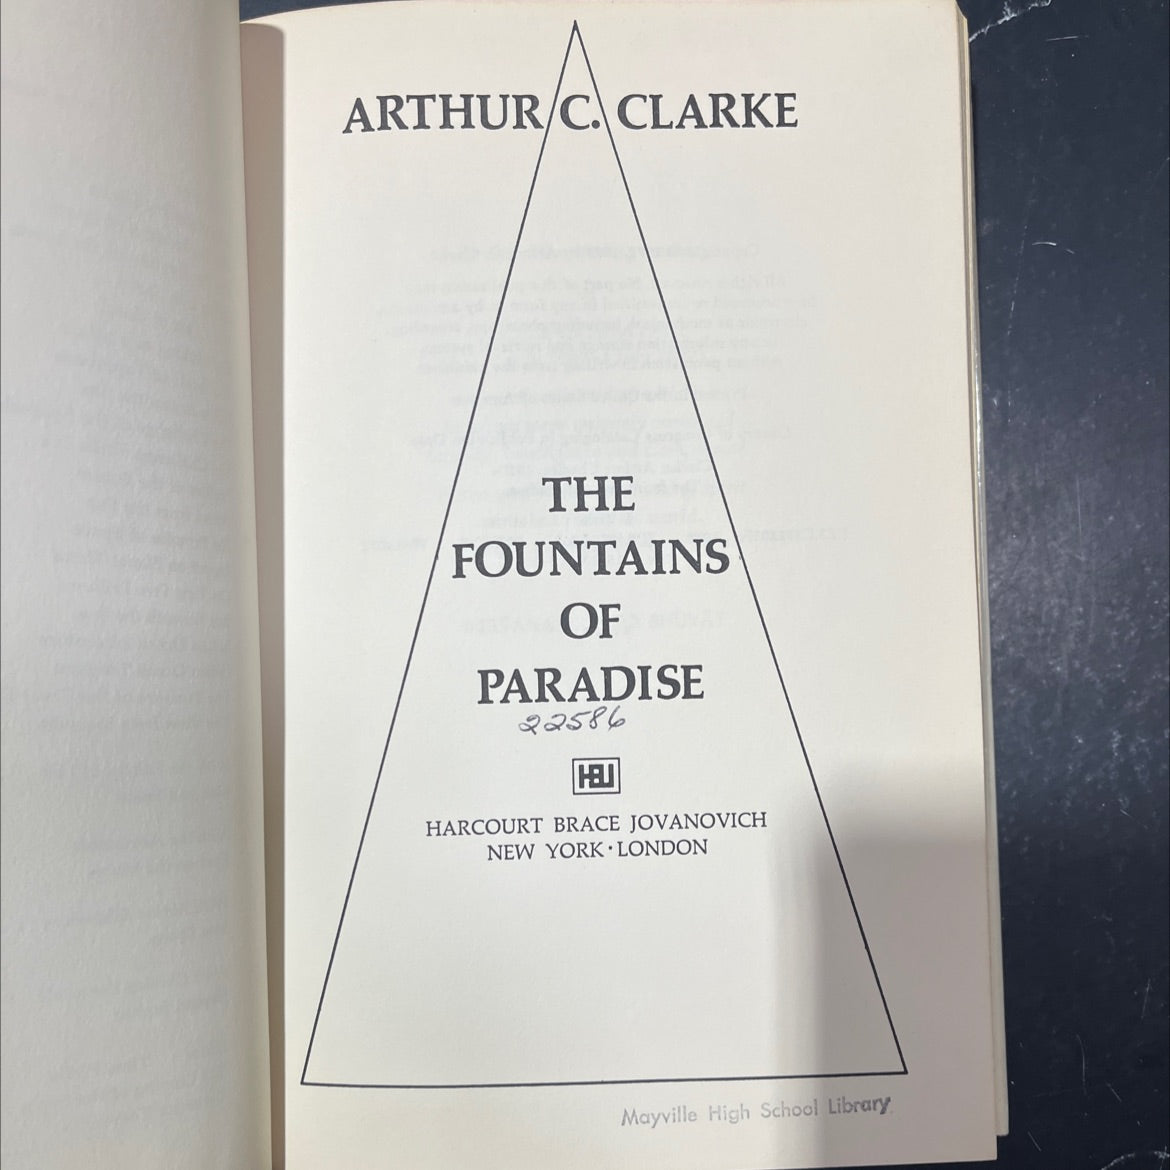 ARTHUR C. CLARKE
THE
FOUNTAINS
OF
PARADISE
22586
HBJ
HARCOURT BRACE JOVANOVICH
NEW YORK · LONDON
Mayville High School Library